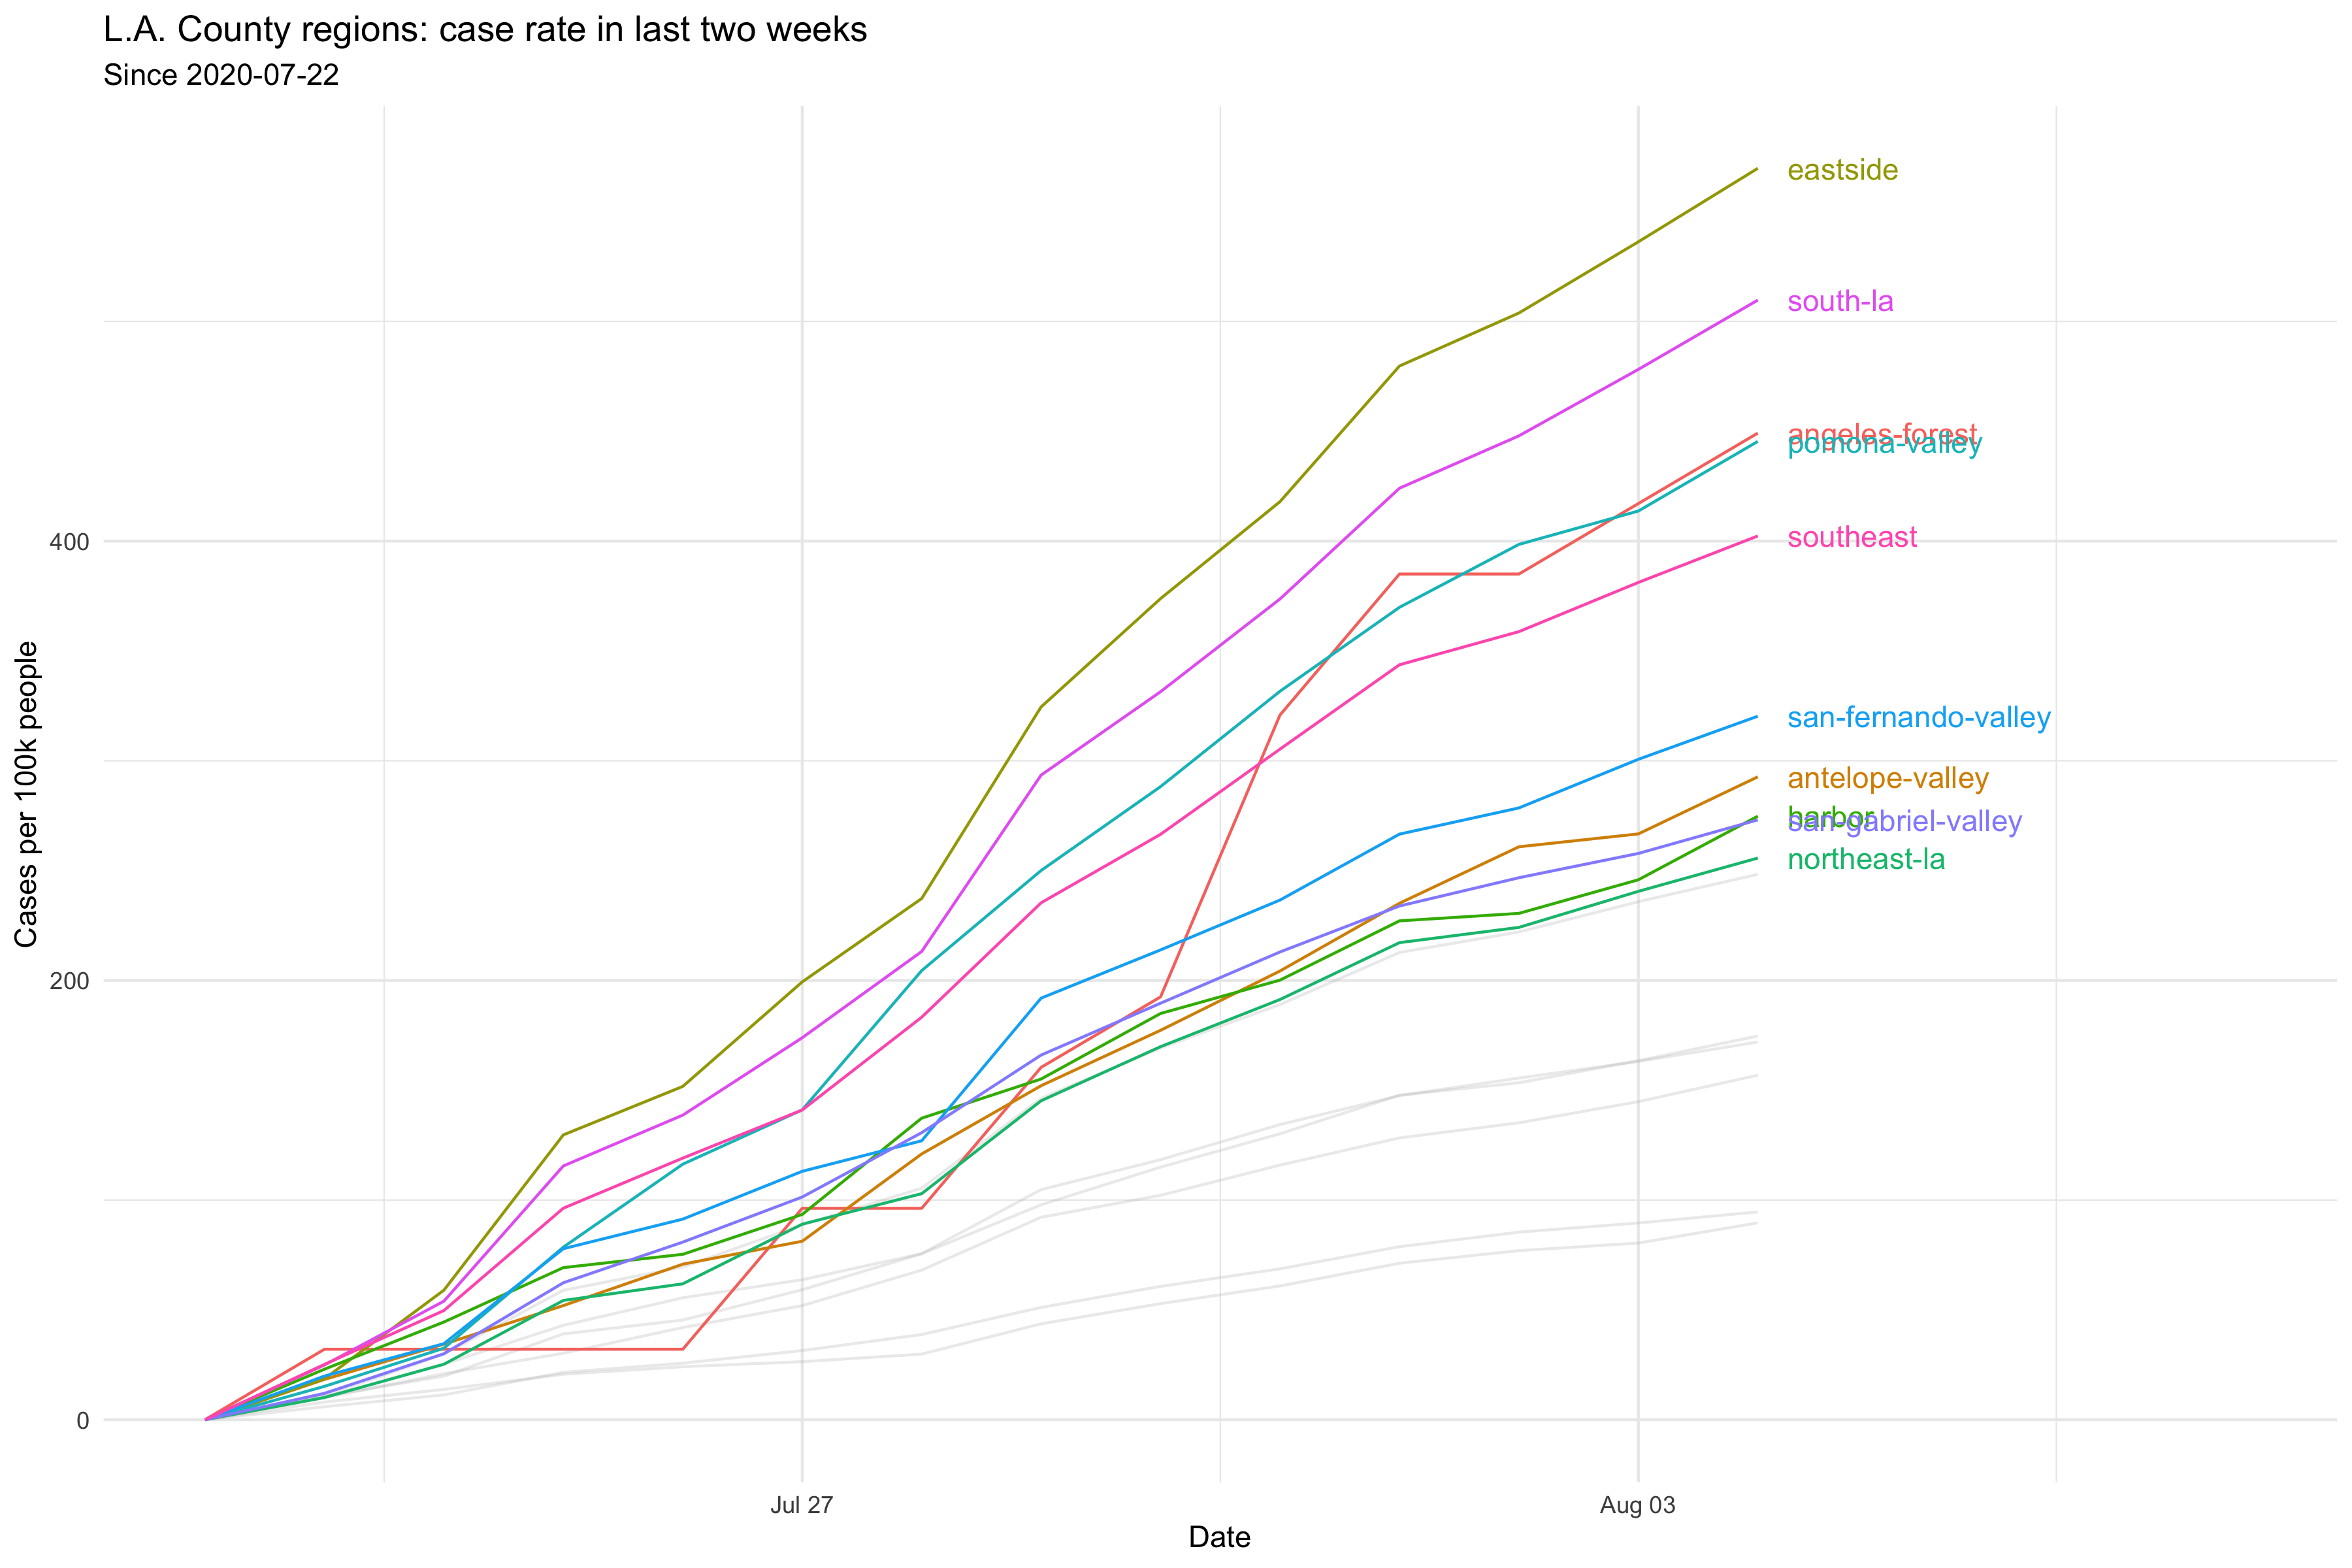 L.A. County regions: case rate in last two weeks
Since 2020-07-22
eastside
south-la
angeles-forest
pomona-valley
southeast
san-fernando-valley
antelope-valley
harbor
san-gabriel-valley
northeast-la
400
200
0
Cases per 100k people
Jul 27
Aug 03
Date